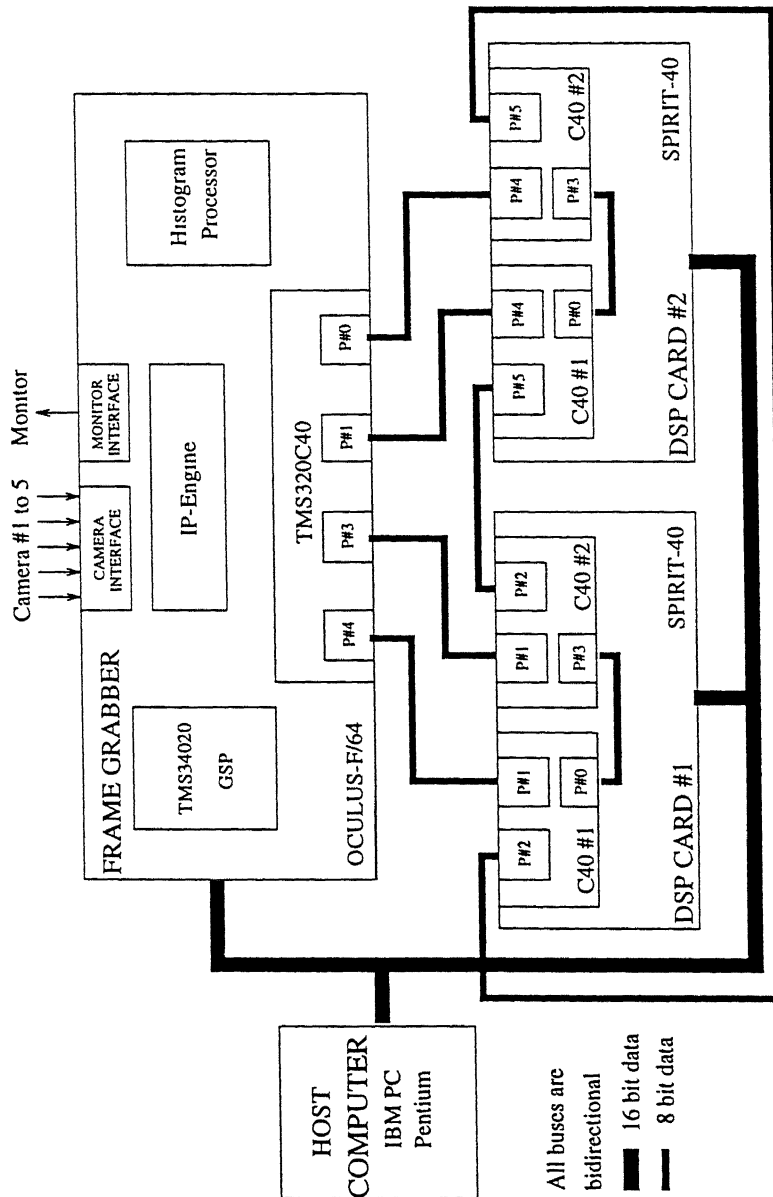 Camera #1 to 5
Monitor
FRAME GRABBER
CAMERA
INTERFACE
MONITOR
INTERFACE
TMS34020
GSP
IP-Engine
Histogram
Processor
OCULUS-F/64
TMS320C40
P#4
P#3
P#1
P#0
HOST
COMPUTER
IBM PC
Pentium
P#2
P#1
P#0
C40 #1
P#1
P#2
P#3
C40 #2
DSP CARD #1
SPIRIT-40
P#5
P#4
P#0
C40 #1
P#4
P#5
P#3
C40 #2
DSP CARD #2
SPIRIT-40
All buses are
bidirectional
16 bit data
8 bit data